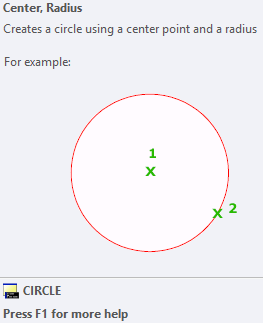 Center, Radius
Creates a circle using a center point and a radius
For example:
1
x
x 2
CIRCLE
Press F1 for more help